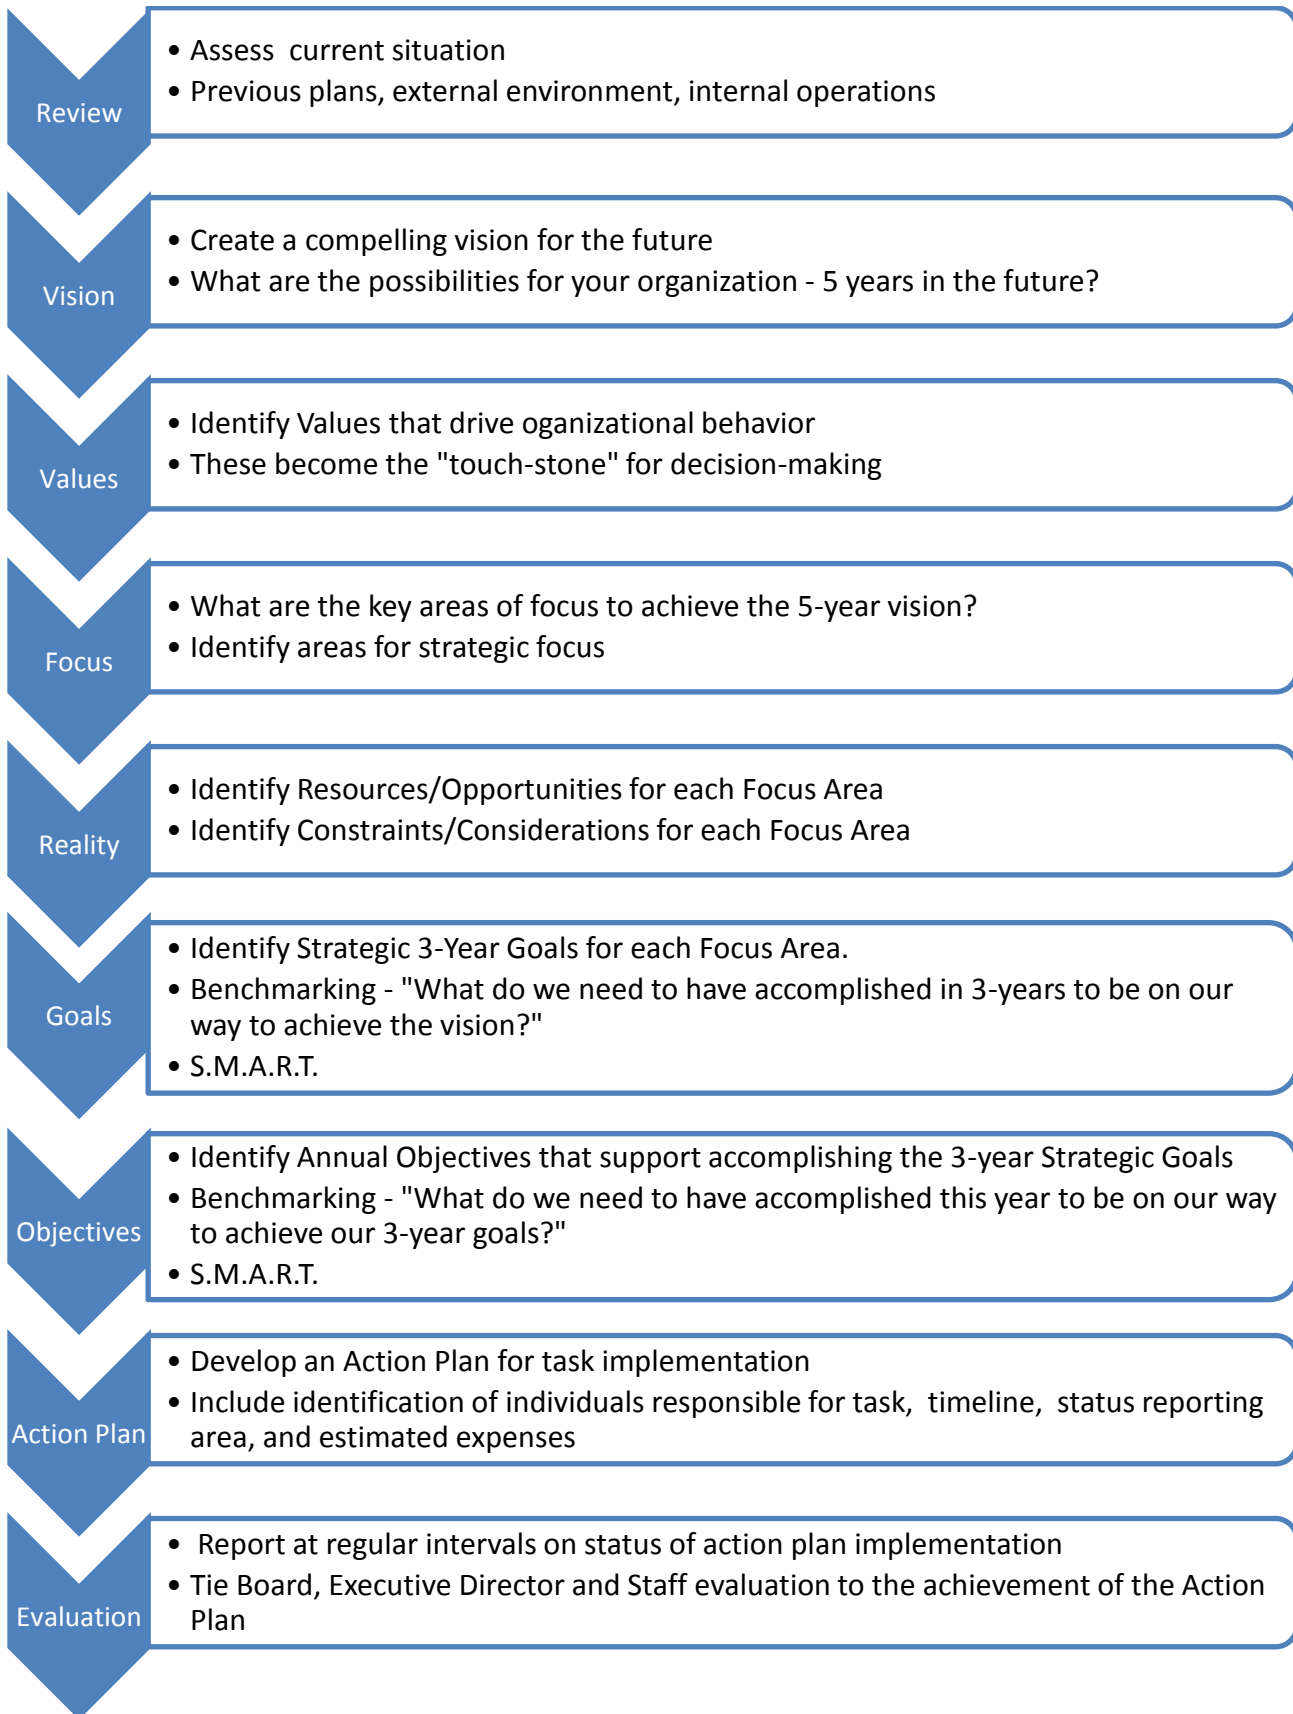 Review
• Assess  current situation
• Previous plans, external environment, internal operations
Vision
• Create a compelling vision for the future
• What are the possibilities for your organization - 5 years in the future?
Values
• Identify Values that drive oganizational behavior
• These become the "touch-stone" for decision-making
Focus
• What are the key areas of focus to achieve the 5-year vision?
• Identify areas for strategic focus
Reality
• Identify Resources/Opportunities for each Focus Area
• Identify Constraints/Considerations for each Focus Area
Goals
• Identify Strategic 3-Year Goals for each Focus Area.
• Benchmarking - "What do we need to have accomplished in 3-years to be on our
way to achieve the vision?"
• S.M.A.R.T.
Objectives
• Identify Annual Objectives that support accomplishing the 3-year Strategic Goals
• Benchmarking - "What do we need to have accomplished this year to be on our way
to achieve our 3-year goals?"
• S.M.A.R.T.
Action Plan
• Develop an Action Plan for task implementation
• Include identification of individuals responsible for task,  timeline,  status reporting
area, and estimated expenses
Evaluation
•  Report at regular intervals on status of action plan implementation
• Tie Board, Executive Director and Staff evaluation to the achievement of the Action
Plan